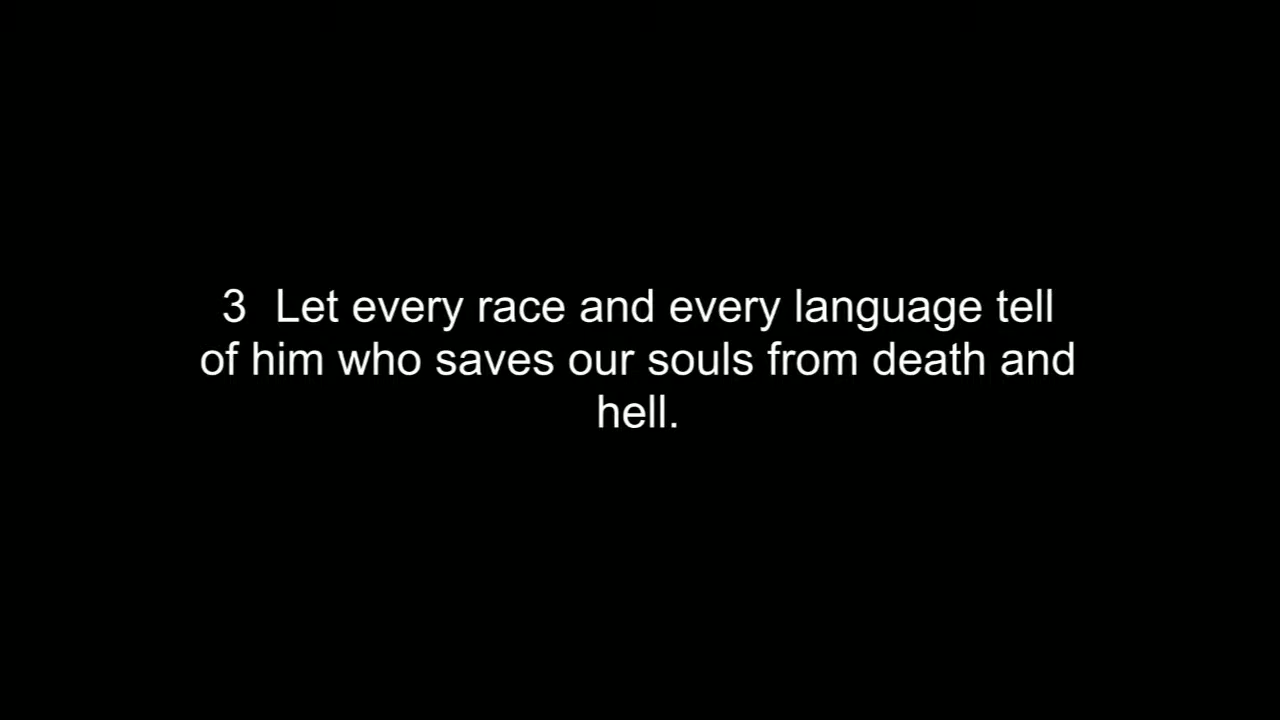 3 Let every race and every language tell
of him who saves our souls from death and
hell.